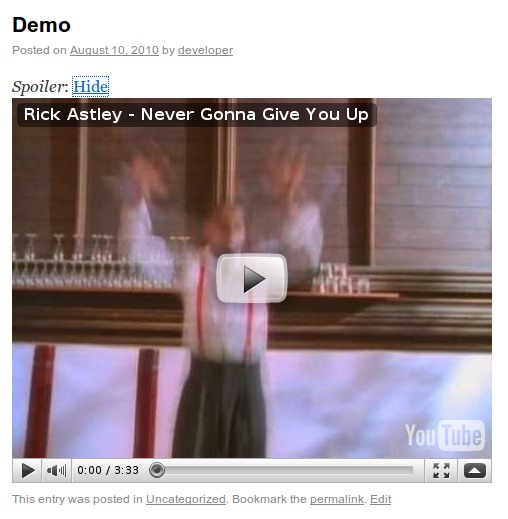 Demo
Posted on August 10, 2010 by developer
Spoiler: Hide
Rick Astley - Never Gonna Give You Up
YouTube
0:00 / 3:33
This entry was posted in Uncategorized. Bookmark the permalink. Edit